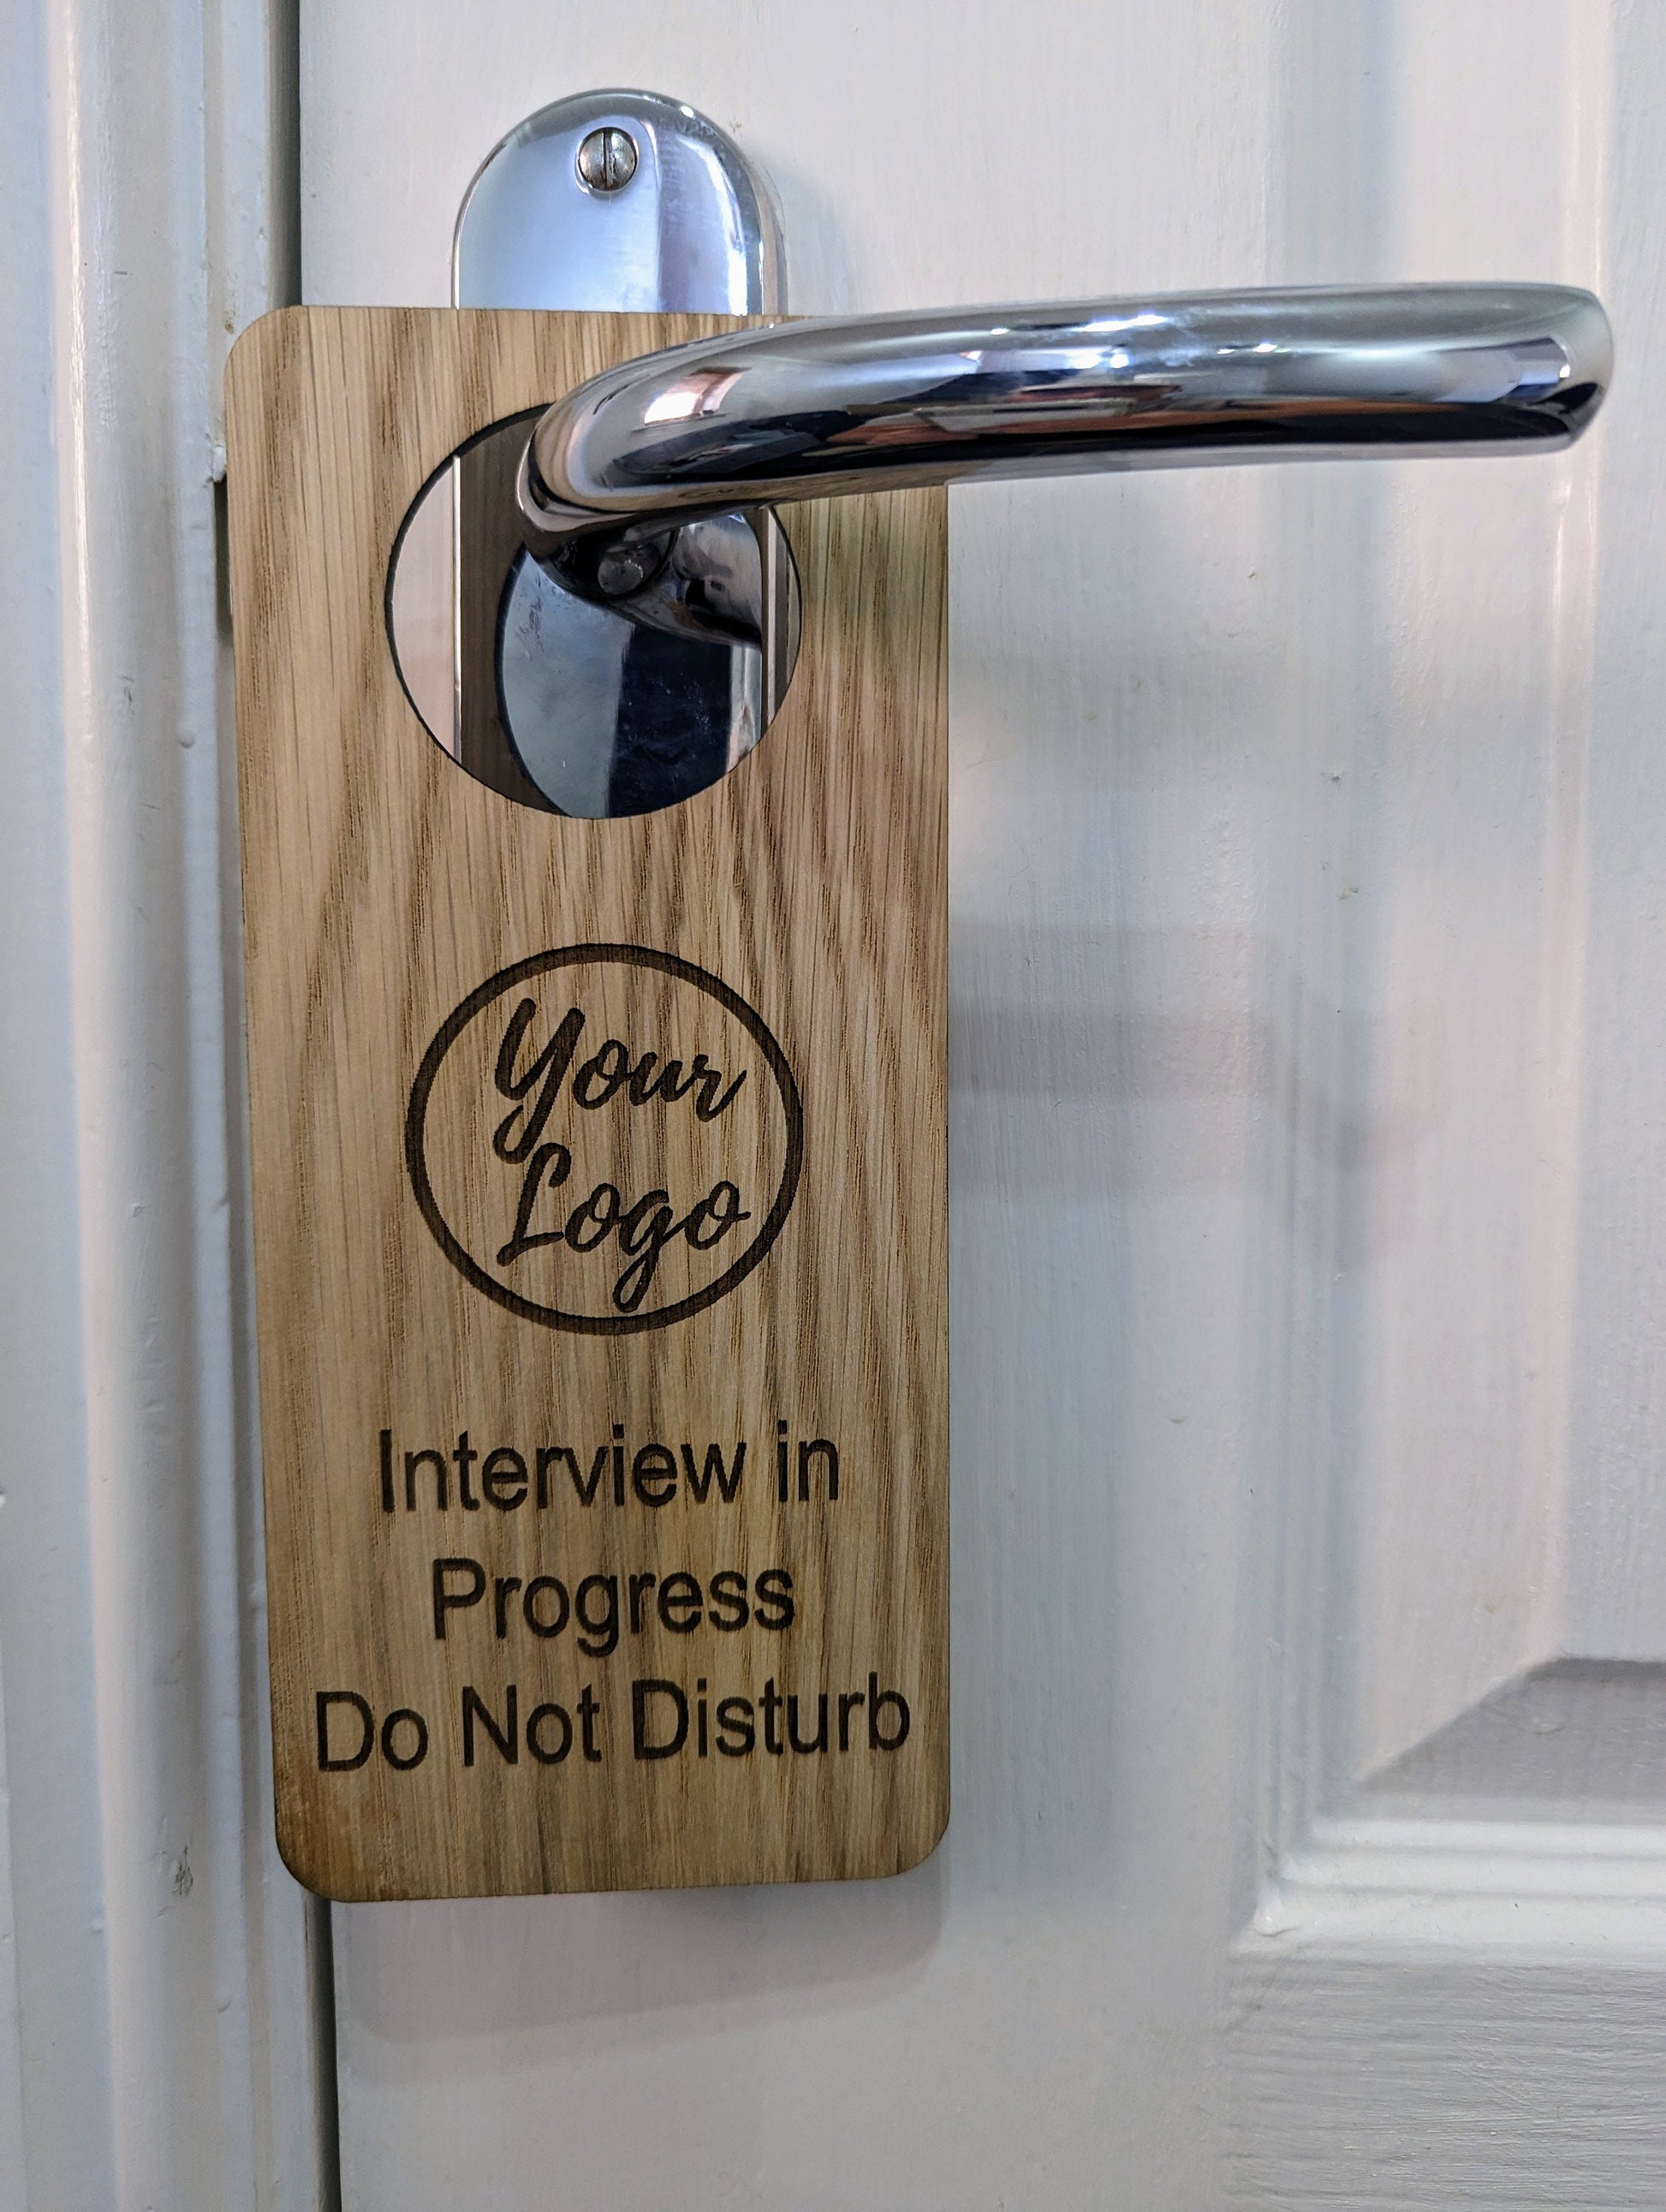 Your
Logo
Interview in
Progress
Do Not Disturb